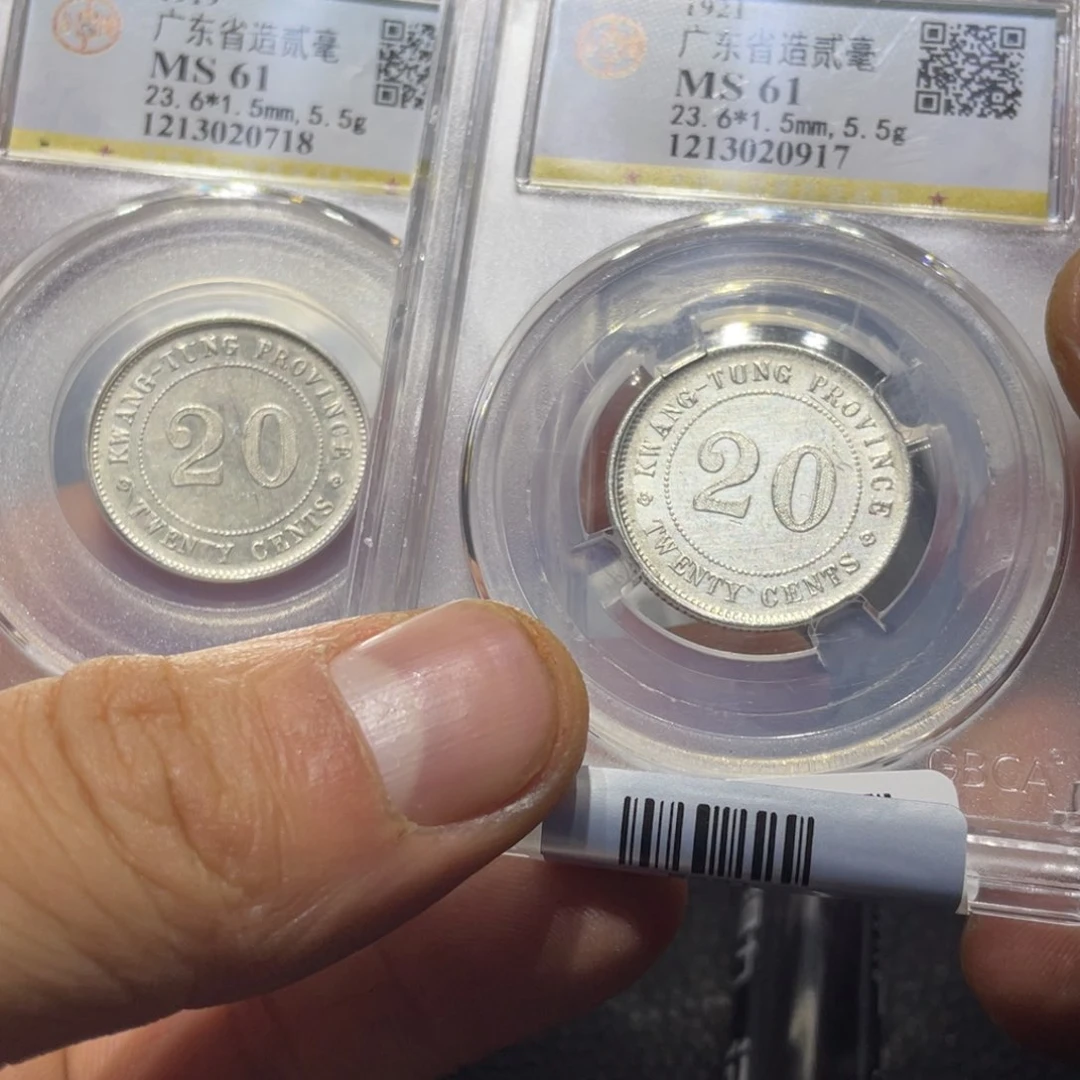 1919
广东省造贰毫
MS 61
23.6*1.5mm, 5.5g
1213020718
KWANG-TUNG PROVINCE
20
TWENTY CENTS
1921
广东省造贰毫
MS 61
23.6*1.5mm, 5.5g
1213020917
KWANG-TUNG PROVINCE
20
TWENTY CENTS
GBCA